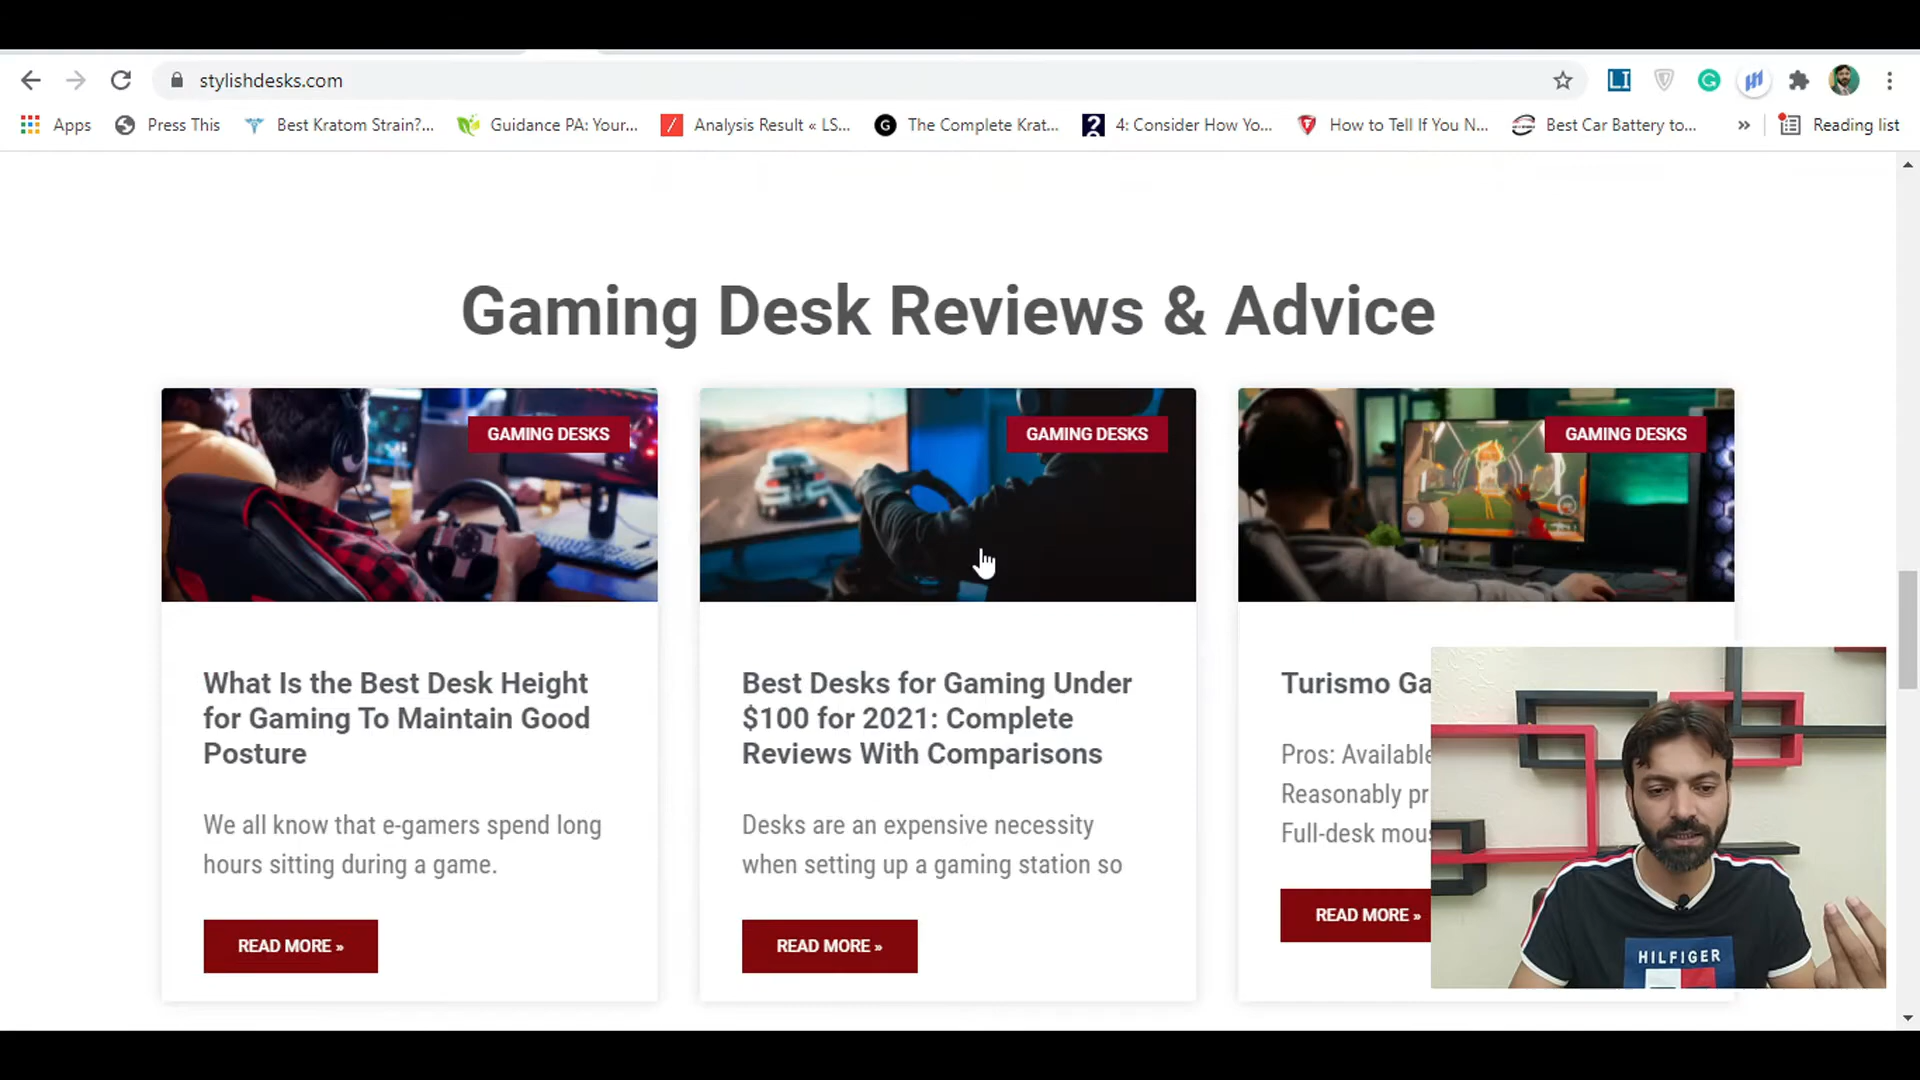 stylishdesks.com
Apps Press This Best Kratom Strain?... Guidance PA: Your... Analysis Result « LS... The Complete Krat... 4: Consider How Yo... How to Tell If You N... Best Car Battery to... » Reading list
Gaming Desk Reviews & Advice
GAMING DESKS
GAMING DESKS
GAMING DESKS
What Is the Best Desk Height
for Gaming To Maintain Good
Posture
We all know that e-gamers spend long
hours sitting during a game.
READ MORE »
Best Desks for Gaming Under
$100 for 2021: Complete
Reviews With Comparisons
Desks are an expensive necessity
when setting up a gaming station so
READ MORE »
Turismo Ga
Pros: Available
Reasonably pr
Full-desk mou
READ MORE »
HILFIGER